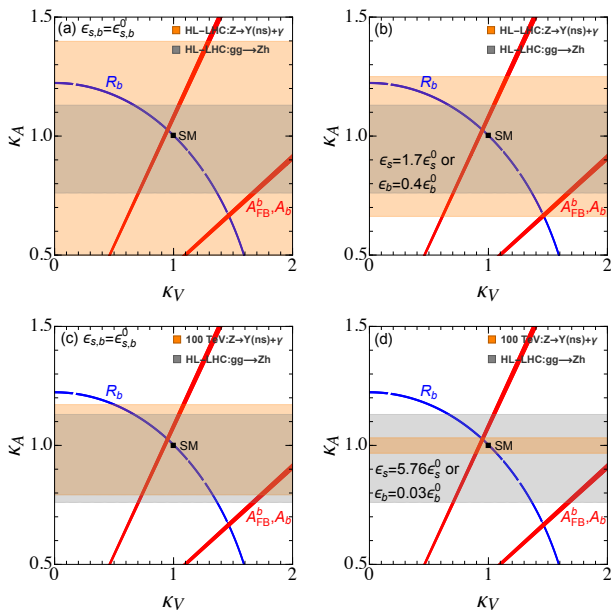 (a) ϵs,b=ϵ⁰s,b
HL-LHC:Z→Υ(ns)+γ
HL-LHC:gg→Zh
Rb
SM
AᵇFB,Ab
1.5
1.0
0.5
κA
0
1
2
κV
(b)
HL-LHC:Z→Υ(ns)+γ
HL-LHC:gg→Zh
Rb
SM
ϵs=1.7ϵ⁰s or
ϵb=0.4ϵ⁰b
AᵇFB,Ab
1.5
1.0
0.5
κA
0
1
2
κV
(c) ϵs,b=ϵ⁰s,b
100 TeV:Z→Υ(ns)+γ
HL-LHC:gg→Zh
Rb
SM
AᵇFB,Ab
1.5
1.0
0.5
κA
0
1
2
κV
(d)
100 TeV:Z→Υ(ns)+γ
HL-LHC:gg→Zh
Rb
SM
ϵs=5.76ϵ⁰s or
ϵb=0.03ϵ⁰b
AᵇFB,Ab
1.5
1.0
0.5
κA
0
1
2
κV